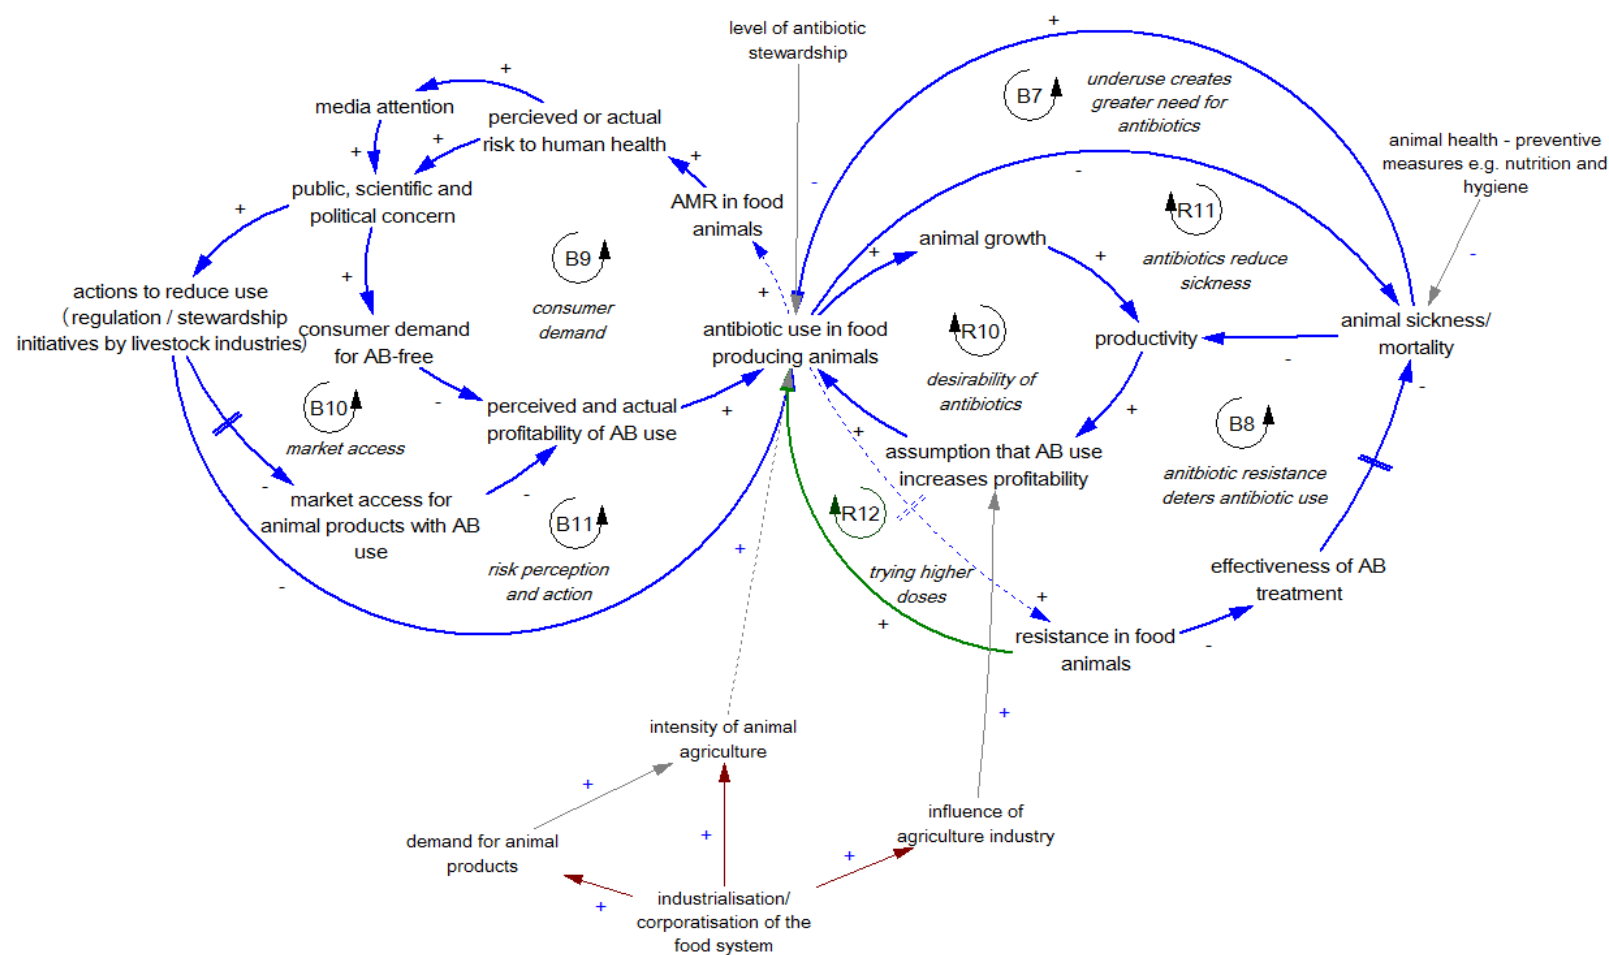 level of antibiotic
stewardship
+
B7
underuse creates
greater need for
antibiotics
+
media attention
percieved or actual
risk to human health
+
+
+
animal health - preventive
measures e.g. nutrition and
hygiene
-
public, scientific and
political concern
+
+
AMR in food
animals
+
-
-
R11
antibiotics reduce
sickness
animal growth
+
+
B9
consumer
demand
actions to reduce use
(regulation / stewardship
initiatives by livestock industries)
consumer demand
for AB-free
-
antibiotic use in food
producing animals
R10
desirability of
antibiotics
productivity
-
animal sickness/
mortality
-
B10
market access
perceived and actual
profitability of AB use
+
+
+
assumption that AB use
increases profitability
B8
anitbiotic resistance
deters antibiotic use
-
market access for
animal products with AB
use
-
B11
risk perception
and action
-
+
R12
trying higher
doses
+
+
effectiveness of AB
treatment
resistance in food
animals
-
intensity of animal
agriculture
+
+
demand for animal
products
+
+
influence of
agriculture industry
+
industrialisation/
corporatisation of the
food system